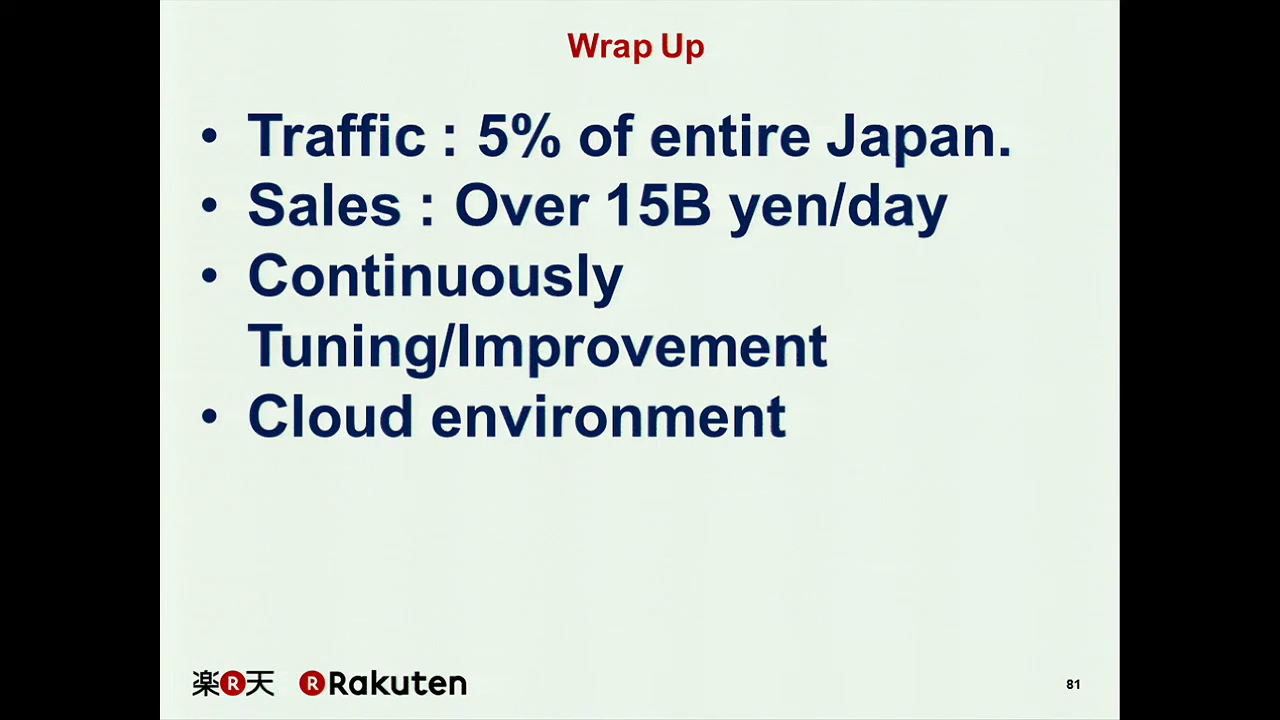 Wrap Up
• Traffic : 5% of entire Japan.
• Sales : Over 15B yen/day
• Continuously
Tuning/Improvement
• Cloud environment
楽R天 R Rakuten
81